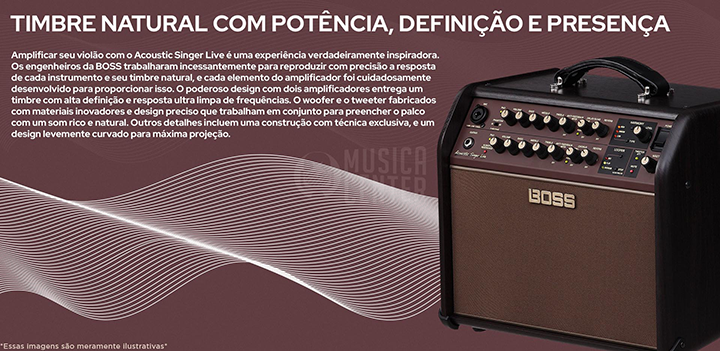 TIMBRE NATURAL COM POTÊNCIA, DEFINIÇÃO E PRESENÇA
Amplificar seu violão com o Acoustic Singer Live é uma experiência verdadeiramente inspiradora.
Os engenheiros da BOSS trabalharam incessantemente para reproduzir com precisão a resposta
de cada instrumento e seu timbre natural, e cada elemento do amplificador foi cuidadosamente
desenvolvido para proporcionar isso. O poderoso design com dois amplificadores entrega um
timbre com alta definição e resposta ultra limpa de frequências. O woofer e o tweeter fabricados
com materiais inovadores e design preciso que trabalham em conjunto para preencher o palco
com um som rico e natural. Outros detalhes incluem uma construção com técnica exclusiva, e um
design levemente curvado para máxima projeção.
MUSICAL
CENTER
Acoustic Singer Live
BOSS
"Essas imagens são meramente ilustrativas"